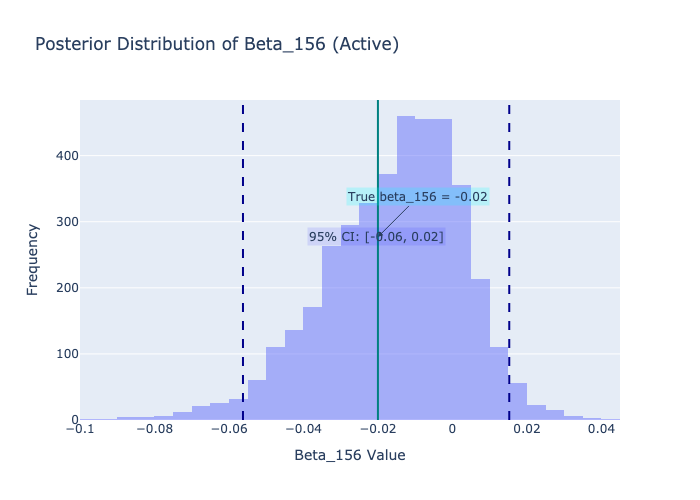 Posterior Distribution of Beta_156 (Active)
400
300
200
100
0
Frequency
True beta_156 = -0.02
95% CI: [-0.06, 0.02]
−0.1
−0.08
−0.06
−0.04
−0.02
0
0.02
0.04
Beta_156 Value